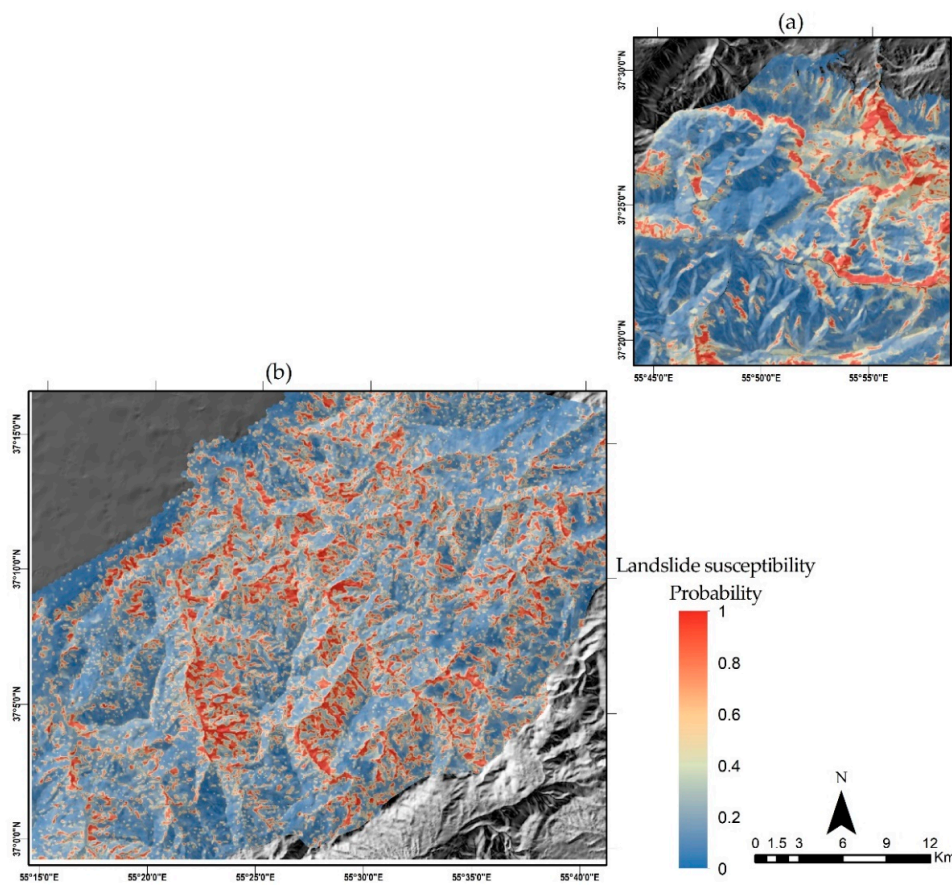 (a)
37°30'0"N
37°25'0"N
37°20'0"N
55°45'0"E 55°50'0"E 55°55'0"E
(b)
37°15'0"N
37°10'0"N
37°5'0"N
37°0'0"N
55°15'0"E 55°20'0"E 55°25'0"E 55°30'0"E 55°35'0"E 55°40'0"E
Landslide susceptibility
Probability
1
0.8
0.6
0.4
0.2
0
N
0 1.5 3 6 9 12
Km